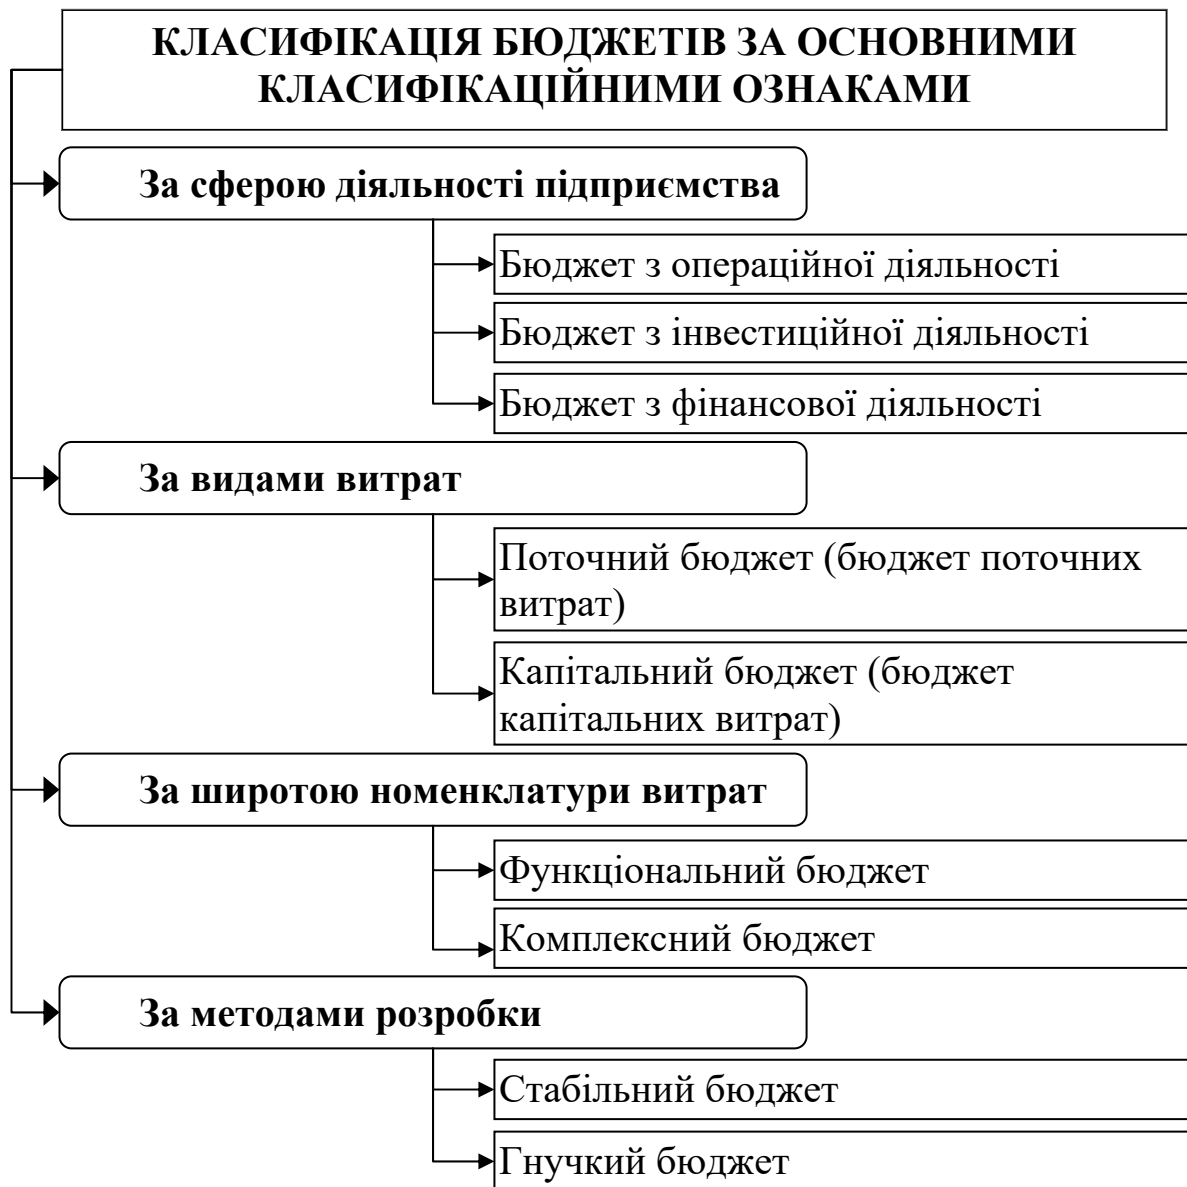 КЛАСИФІКАЦІЯ БЮДЖЕТІВ ЗА ОСНОВНИМИ
КЛАСИФІКАЦІЙНИМИ ОЗНАКАМИ
За сферою діяльності підприємства
Бюджет з операційної діяльності
Бюджет з інвестиційної діяльності
Бюджет з фінансової діяльності
За видами витрат
Поточний бюджет (бюджет поточних
витрат)
Капітальний бюджет (бюджет
капітальних витрат)
За широтою номенклатури витрат
Функціональний бюджет
Комплексний бюджет
За методами розробки
Стабільний бюджет
Гнучкий бюджет